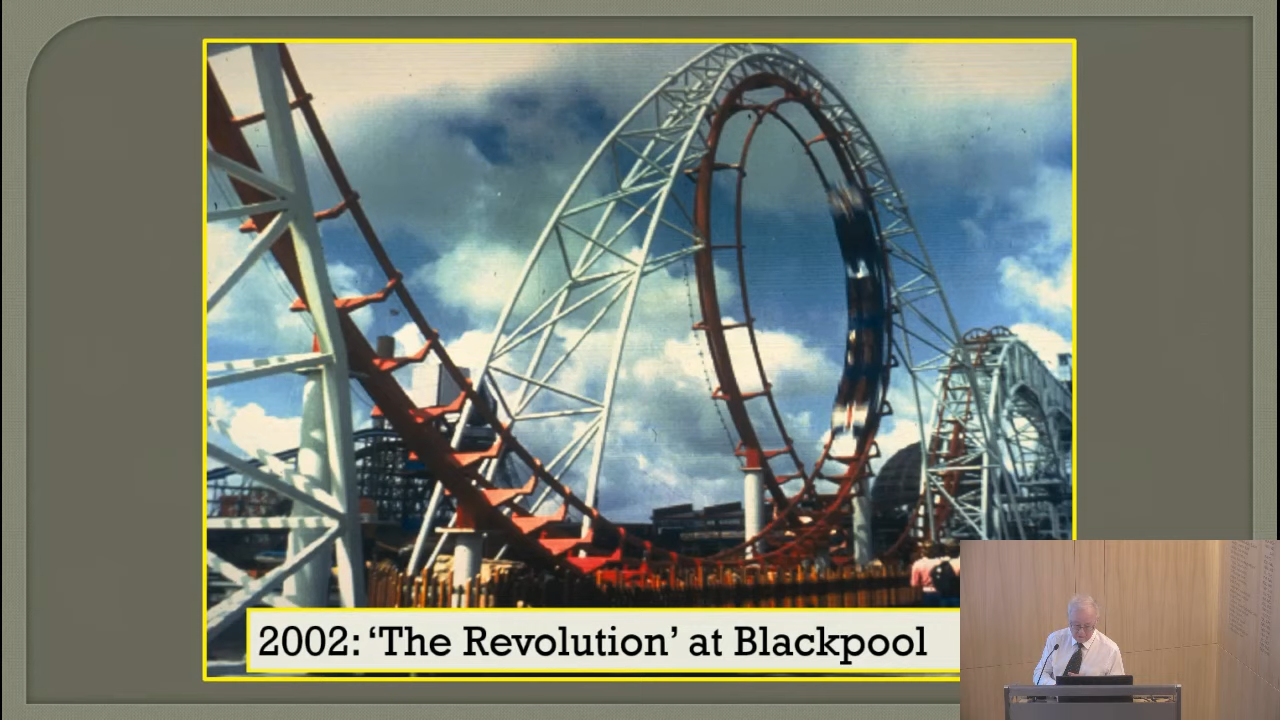 2002: ‘The Revolution’ at Blackpool